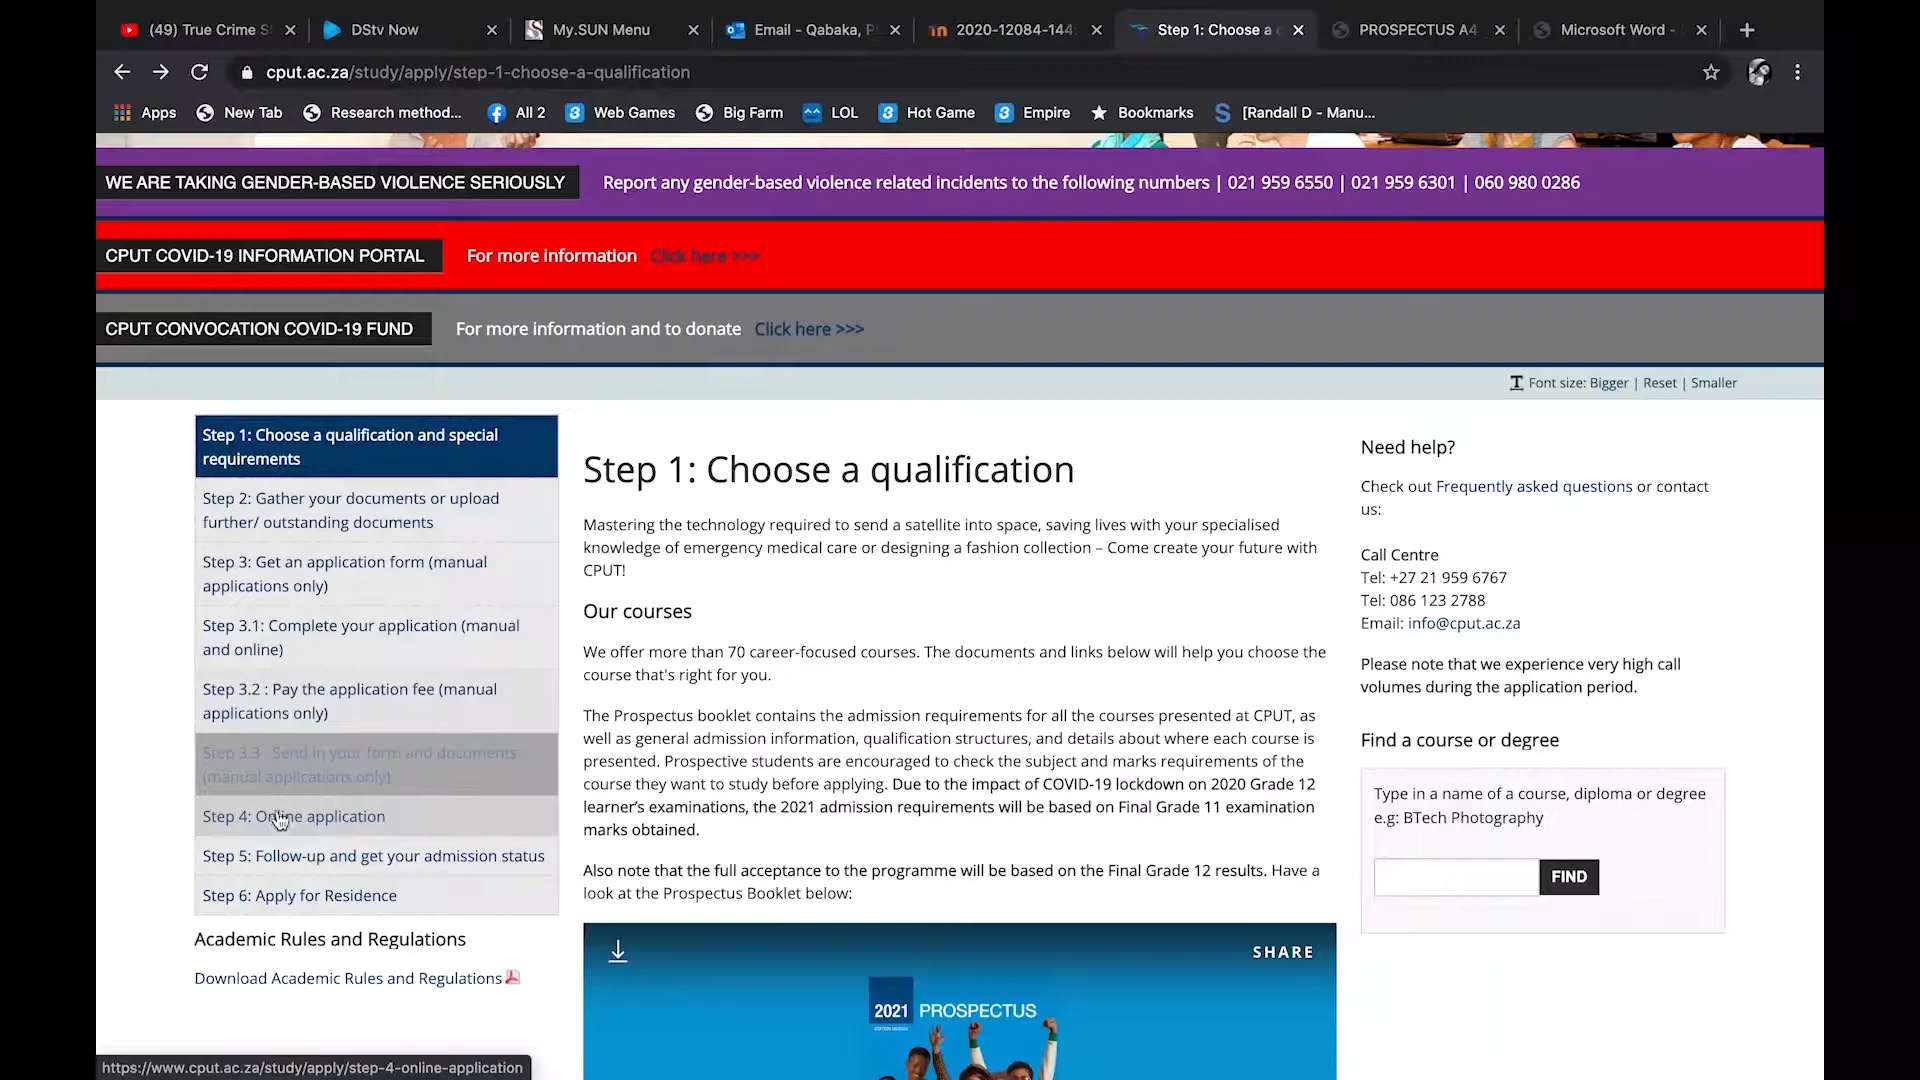 (49) True Crime S
DStv Now
My.SUN Menu
Email - Qabaka, P
2020-12084-144
Step 1: Choose a
PROSPECTUS A4
Microsoft Word -
cput.ac.za/study/apply/step-1-choose-a-qualification
Apps
New Tab
Research method...
All 2
Web Games
Big Farm
LOL
Hot Game
Empire
Bookmarks
[Randall D - Manu...
WE ARE TAKING GENDER-BASED VIOLENCE SERIOUSLY
Report any gender-based violence related incidents to the following numbers | 021 959 6550 | 021 959 6301 | 060 980 0286
CPUT COVID-19 INFORMATION PORTAL
For more information Click here >>>
CPUT CONVOCATION COVID-19 FUND
For more information and to donate Click here >>>
Font size: Bigger | Reset | Smaller
Step 1: Choose a qualification and special
requirements
Step 2: Gather your documents or upload
further/ outstanding documents
Step 3: Get an application form (manual
applications only)
Step 3.1: Complete your application (manual
and online)
Step 3.2 : Pay the application fee (manual
applications only)
Step 3.3 Send in your form and documents
(manual applications only)
Step 4: Online application
Step 5: Follow-up and get your admission status
Step 6: Apply for Residence
Academic Rules and Regulations
Download Academic Rules and Regulations
Step 1: Choose a qualification
Mastering the technology required to send a satellite into space, saving lives with your specialised
knowledge of emergency medical care or designing a fashion collection – Come create your future with
CPUT!
Our courses
We offer more than 70 career-focused courses. The documents and links below will help you choose the
course that's right for you.
The Prospectus booklet contains the admission requirements for all the courses presented at CPUT, as
well as general admission information, qualification structures, and details about where each course is
presented. Prospective students are encouraged to check the subject and marks requirements of the
course they want to study before applying. Due to the impact of COVID-19 lockdown on 2020 Grade 12
learner's examinations, the 2021 admission requirements will be based on Final Grade 11 examination
marks obtained.
Also note that the full acceptance to the programme will be based on the Final Grade 12 results. Have a
look at the Prospectus Booklet below:
SHARE
2021 PROSPECTUS
Need help?
Check out Frequently asked questions or contact
us:
Call Centre
Tel: +27 21 959 6767
Tel: 086 123 2788
Email: info@cput.ac.za
Please note that we experience very high call
volumes during the application period.
Find a course or degree
Type in a name of a course, diploma or degree
e.g: BTech Photography
FIND
https://www.cput.ac.za/study/apply/step-4-online-application